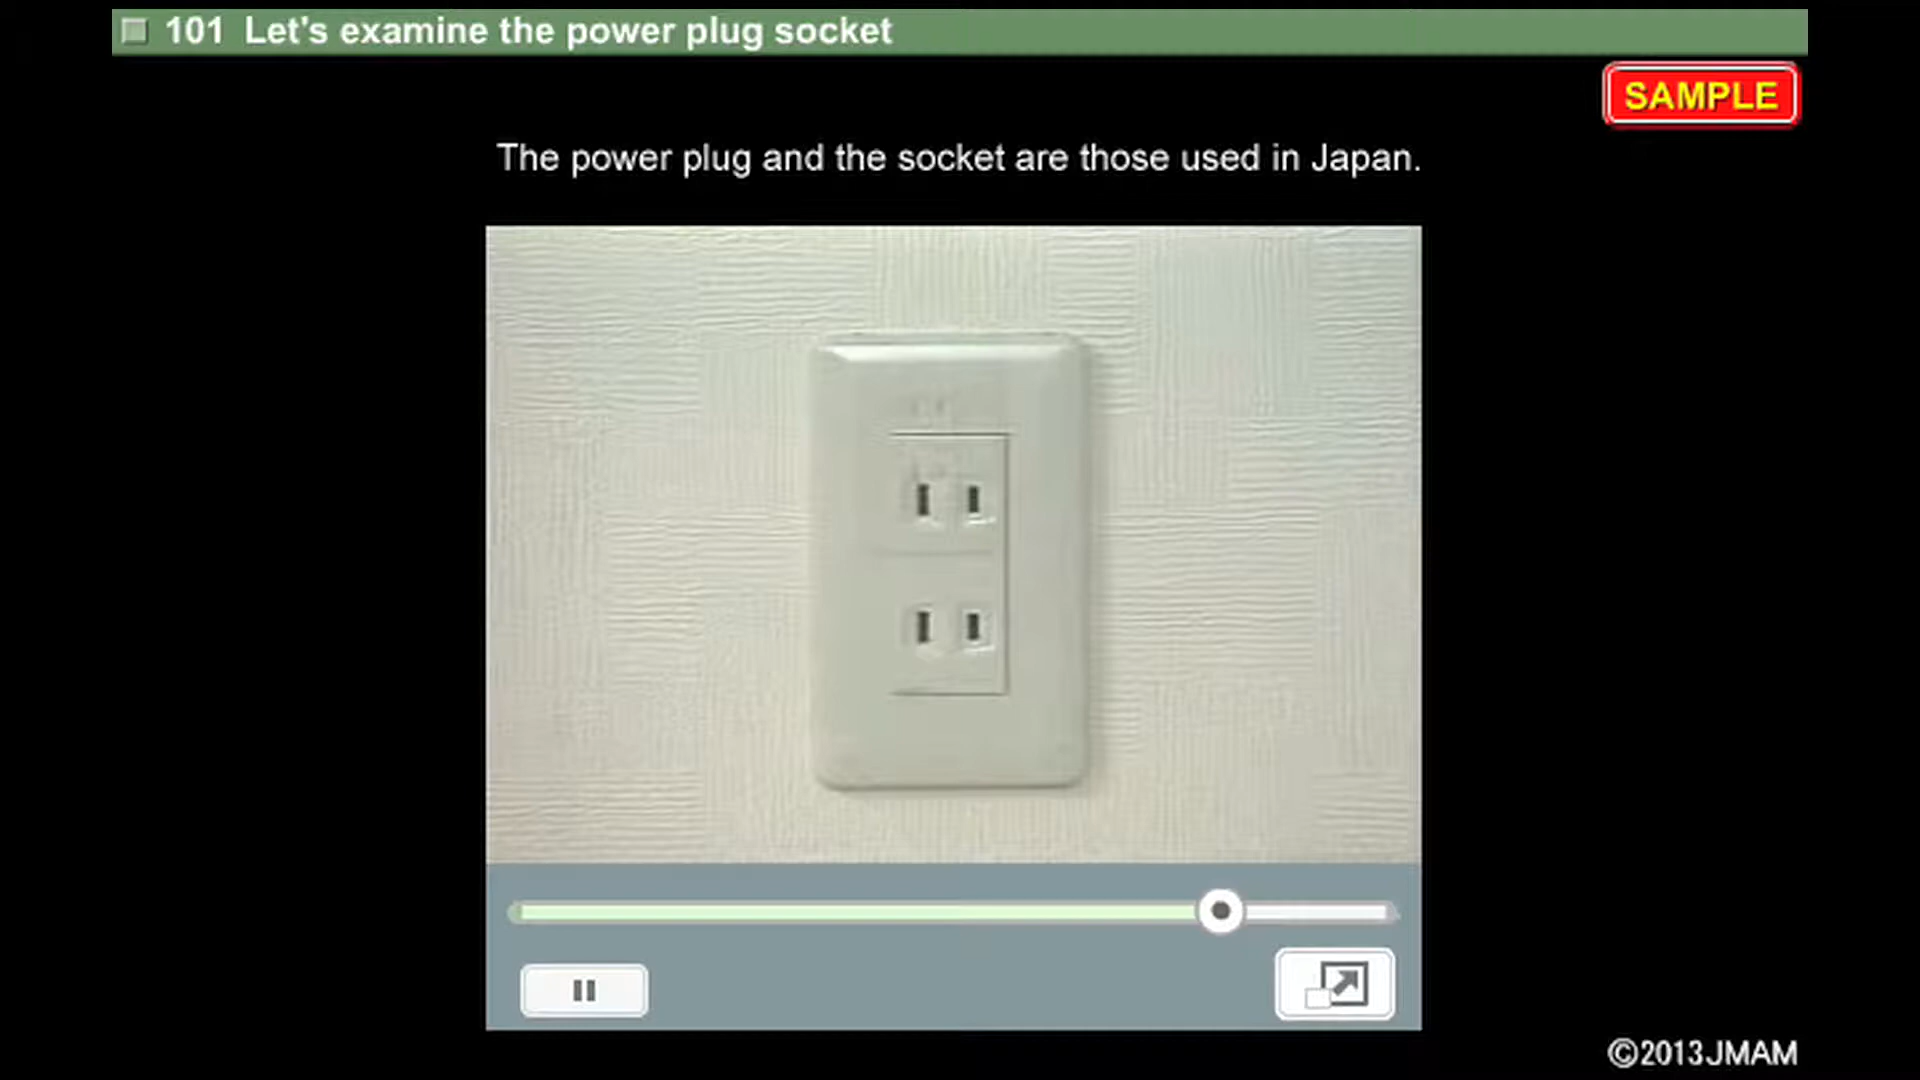 101 Let's examine the power plug socket
SAMPLE
The power plug and the socket are those used in Japan.
©2013JMAM